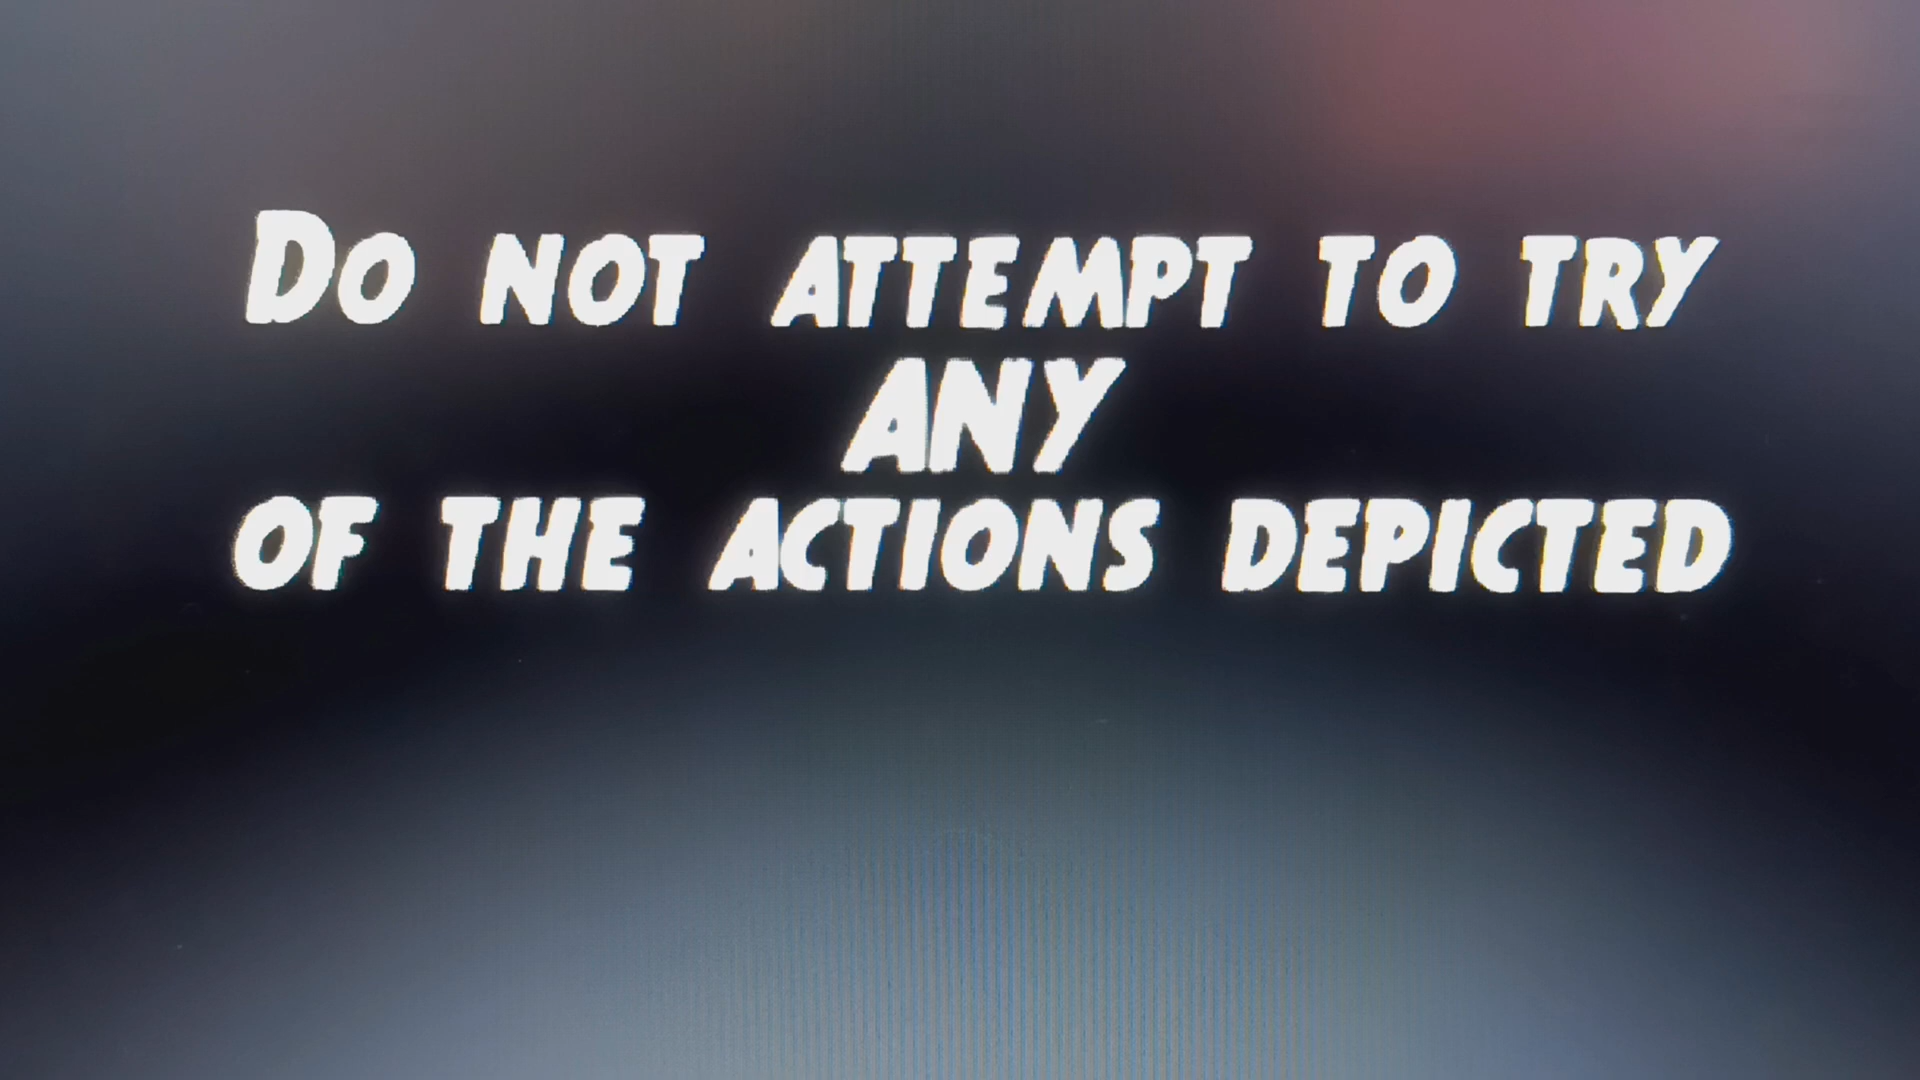 Do not attempt to try
any
of the actions depicted